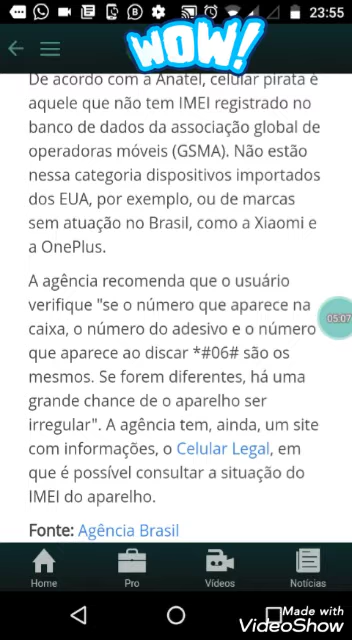 23:55
WOW!
De acordo com a Anatel, celular pirata é
aquele que não tem IMEI registrado no
banco de dados da associação global de
operadoras móveis (GSMA). Não estão
nessa categoria dispositivos importados
dos EUA, por exemplo, ou de marcas
sem atuação no Brasil, como a Xiaomi e
a OnePlus.
A agência recomenda que o usuário
verifique "se o número que aparece na
caixa, o número do adesivo e o número
que aparece ao discar *#06# são os
mesmos. Se forem diferentes, há uma
grande chance de o aparelho ser
irregular". A agência tem, ainda, um site
com informações, o Celular Legal, em
que é possível consultar a situação do
IMEI do aparelho.
05:07
Fonte: Agência Brasil
Home Pro Vídeos Notícias
Made with
VideoShow